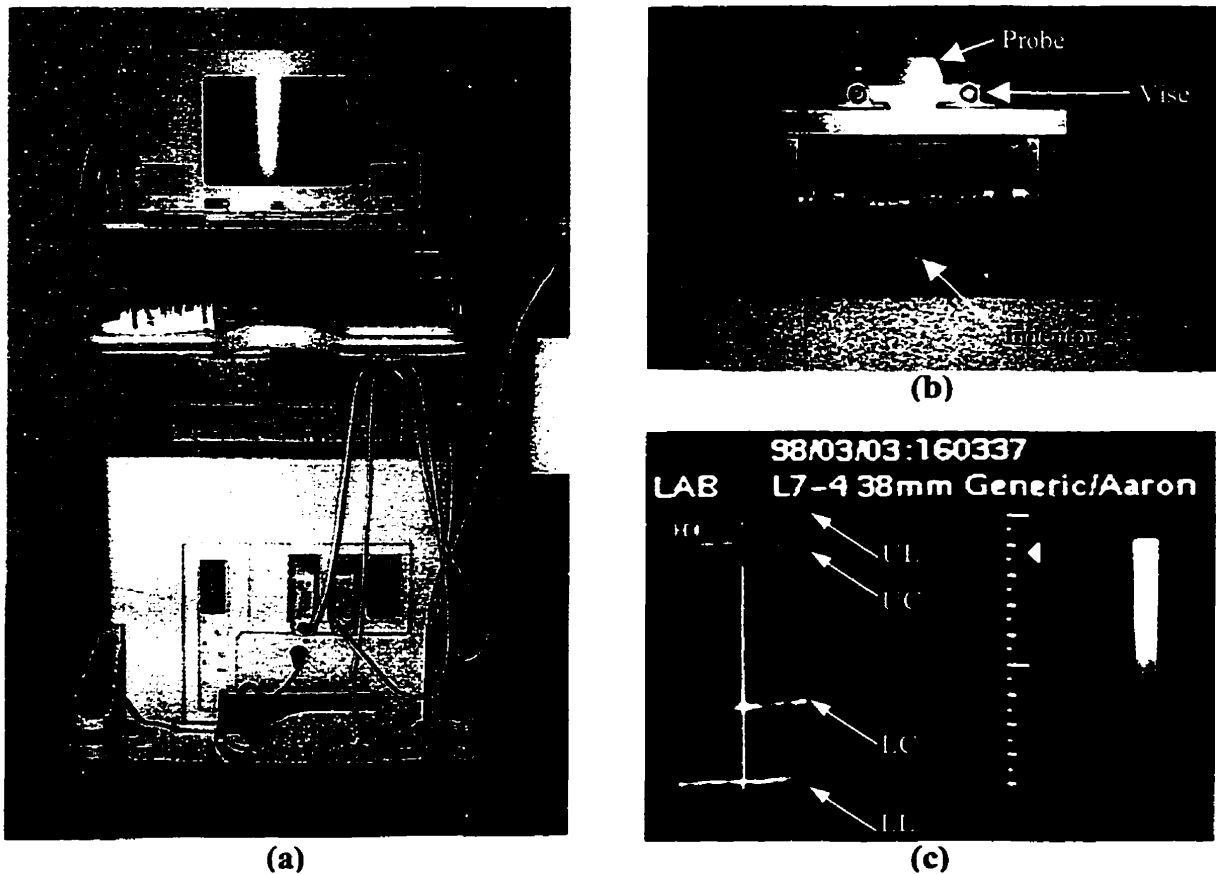 Probe
Vise
(b)
98/03/03:160337
LAB L7-4 38mm Generic/Aaron
UL
UC
LC
LL
(a)
(c)